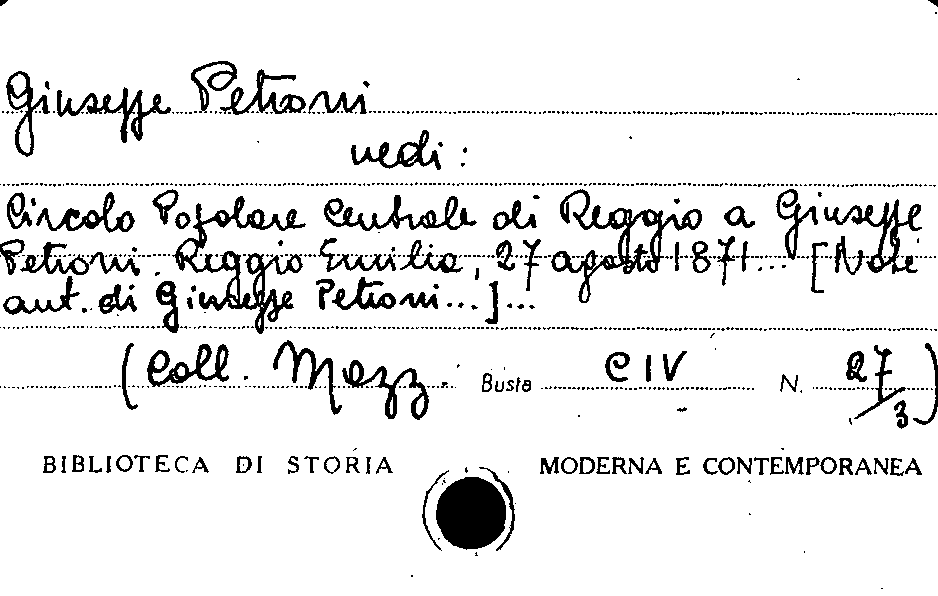 Giuseppe Petroni
vedi:
Circolo Popolare Centrale di Reggio a Giuseppe
Petroni. Reggio Emilia, 27 agosto 1871... [Note
aut. di Giuseppe Petroni...]...
(Coll. Mazz. Busta CIV N. 27/3)
BIBLIOTECA DI STORIA MODERNA E CONTEMPORANEA